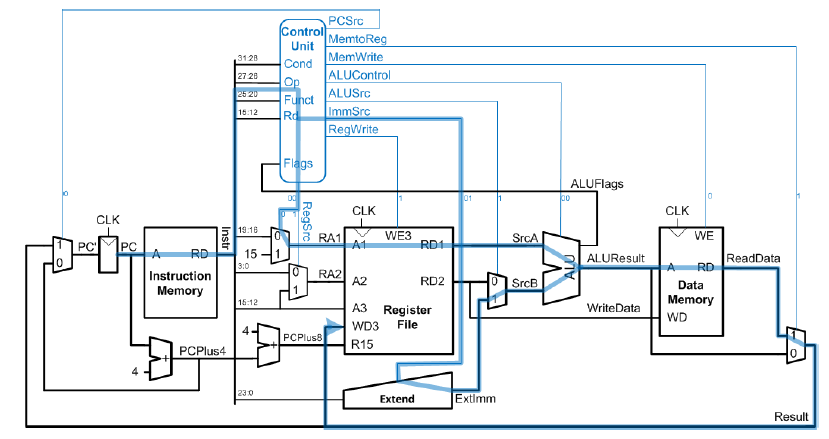 PCSrc
Control
Unit
MemtoReg
MemWrite
31:28
Cond
27:26
Op
ALUControl
25:20
Funct
ALUSrc
15:12
Rd
ImmSrc
RegWrite
Flags
ALUFlags
0
00
1
01
00
0
1
RegSrc
CLK
CLK
CLK
1
0
PC'
PC
A
RD
Instr
Instruction
Memory
19:16
0
15
1
RA1
A1
WE3
RD1
SrcA
ALU
ALUResult
WE
A
RD
ReadData
3:0
0
1
RA2
A2
RD2
0
1
SrcB
Data
Memory
15:12
A3
Register
File
WriteData
WD
WD3
R15
4
+
PCPlus8
PCPlus4
4
+
1
0
23:0
Extend
ExtImm
Result